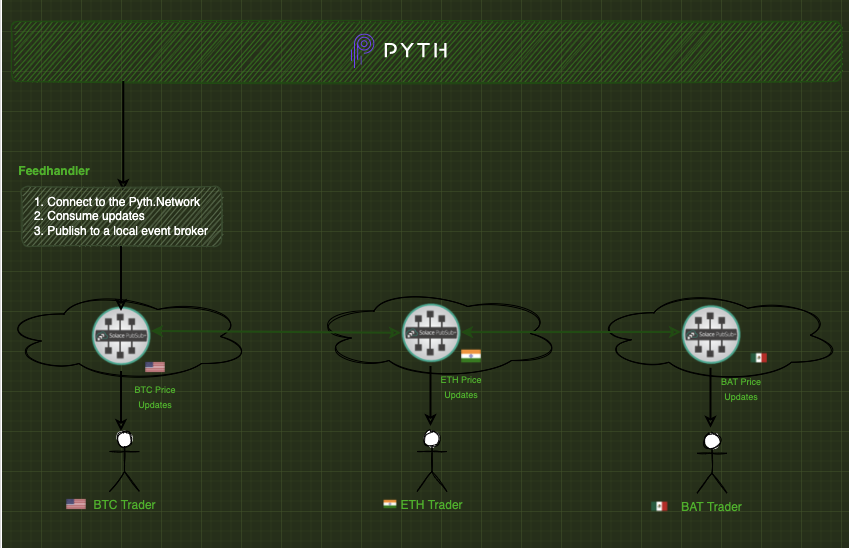 PYTH
Feedhandler
1. Connect to the Pyth.Network
2. Consume updates
3. Publish to a local event broker
Solace PubSub+
Solace PubSub+
Solace PubSub+
BTC Price
Updates
ETH Price
Updates
BAT Price
Updates
BTC Trader
ETH Trader
BAT Trader